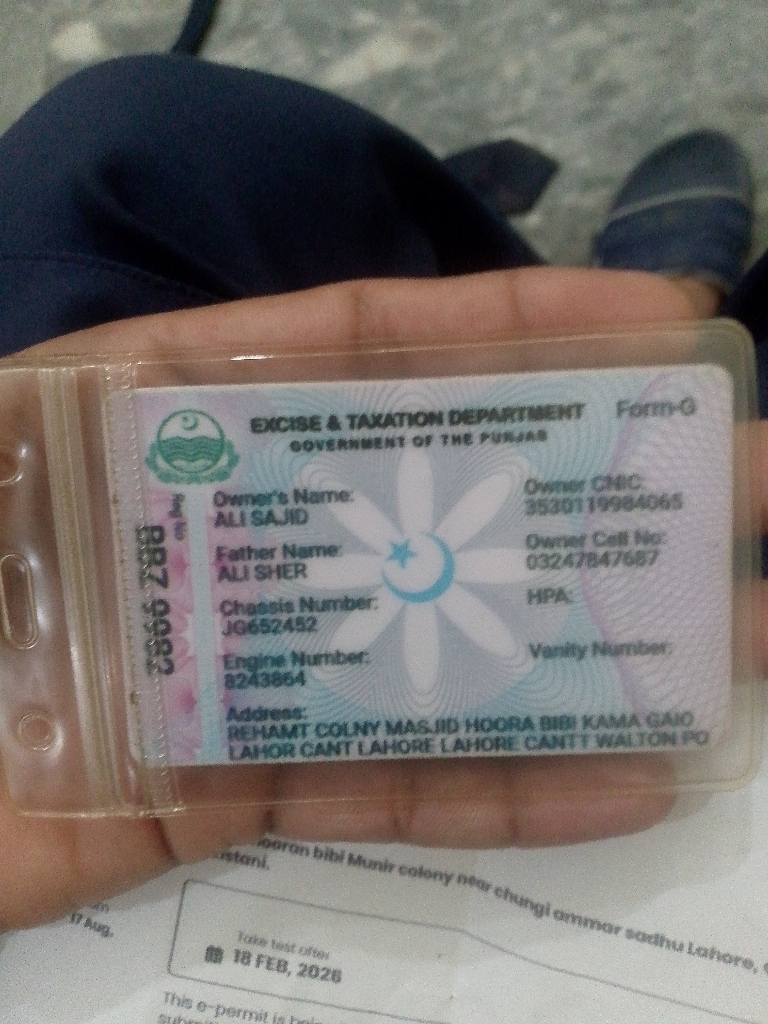 EXCISE & TAXATION DEPARTMENT
Form-G
GOVERNMENT OF THE PUNJAB
Reg No
BBZ 9982
Owner's Name:
ALI SAJID
Father Name:
ALI SHER
Chassis Number:
JG652452
Engine Number:
8243864
Owner CNIC:
3530119984065
Owner Cell No:
03247847687
HPA:
Vanity Number:
Address:
REHAMT COLNY MASJID HOORA BIBI KAMA GAIO
LAHOR CANT LAHORE LAHORE CANTT WALTON PO
bibi Munir colony near chungi ammar sadhu Lahore,
17 Aug,
Take test after
18 FEB, 2026
This e-permit is